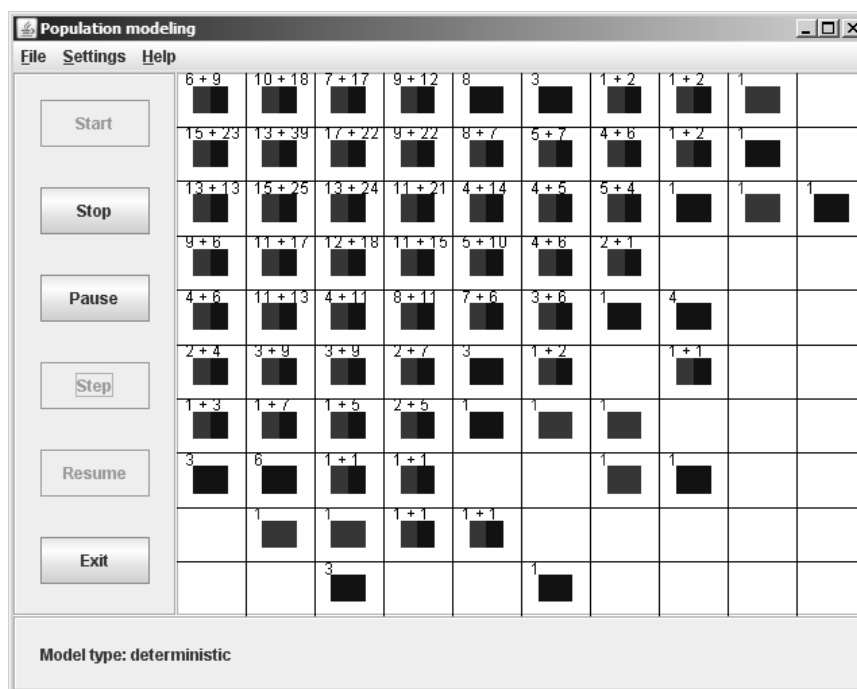 Population modeling
File Settings Help
Start
Stop
Pause
Step
Resume
Exit
6 + 9 10 + 18 7 + 17 9 + 12 8 3 1 + 2 1 + 2 1
15 + 23 13 + 39 17 + 22 9 + 22 8 + 7 5 + 7 4 + 6 1 + 2 1
13 + 13 15 + 25 13 + 24 11 + 21 4 + 14 4 + 5 5 + 4 1 1 1
9 + 6 11 + 17 12 + 18 11 + 15 5 + 10 4 + 6 2 + 1
4 + 6 11 + 13 4 + 11 8 + 11 7 + 6 3 + 6 1 4
2 + 4 3 + 9 3 + 9 2 + 7 3 1 + 2 1 + 1
1 + 3 1 + 7 1 + 5 2 + 5 1 1 1
3 6 1 + 1 1 + 1 1 1
1 1 1 + 1 1 + 1
3 1
Model type: deterministic